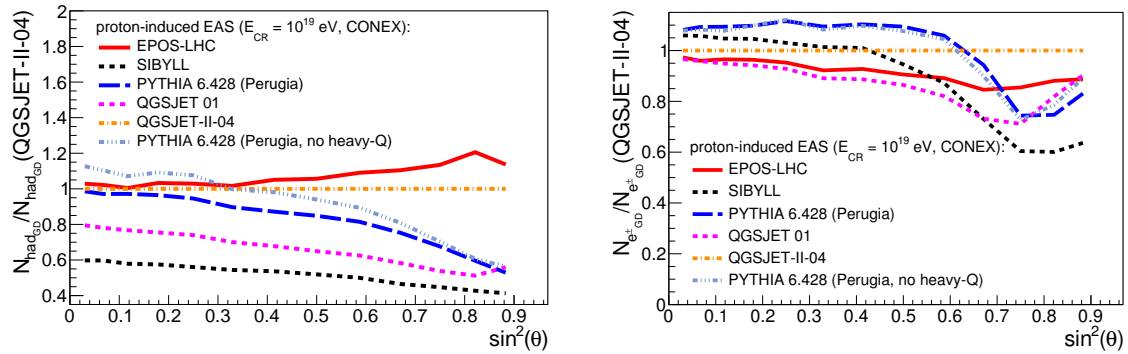 proton-induced EAS (E_CR = 10^19 eV, CONEX):
EPOS-LHC
SIBYLL
PYTHIA 6.428 (Perugia)
QGSJET 01
QGSJET-II-04
PYTHIA 6.428 (Perugia, no heavy-Q)
N_had_GD/N_had_GD(QGSJET-II-04)
2
1.8
1.6
1.4
1.2
1
0.8
0.6
0.4
0 0.1 0.2 0.3 0.4 0.5 0.6 0.7 0.8 0.9 1
sin²(θ)
N_e±_GD/N_e±_GD (QGSJET-II-04)
1
0.8
0.6
0.4
0.2
0
proton-induced EAS (E_CR = 10^19 eV, CONEX):
EPOS-LHC
SIBYLL
PYTHIA 6.428 (Perugia)
QGSJET 01
QGSJET-II-04
PYTHIA 6.428 (Perugia, no heavy-Q)
0 0.1 0.2 0.3 0.4 0.5 0.6 0.7 0.8 0.9 1
sin²(θ)